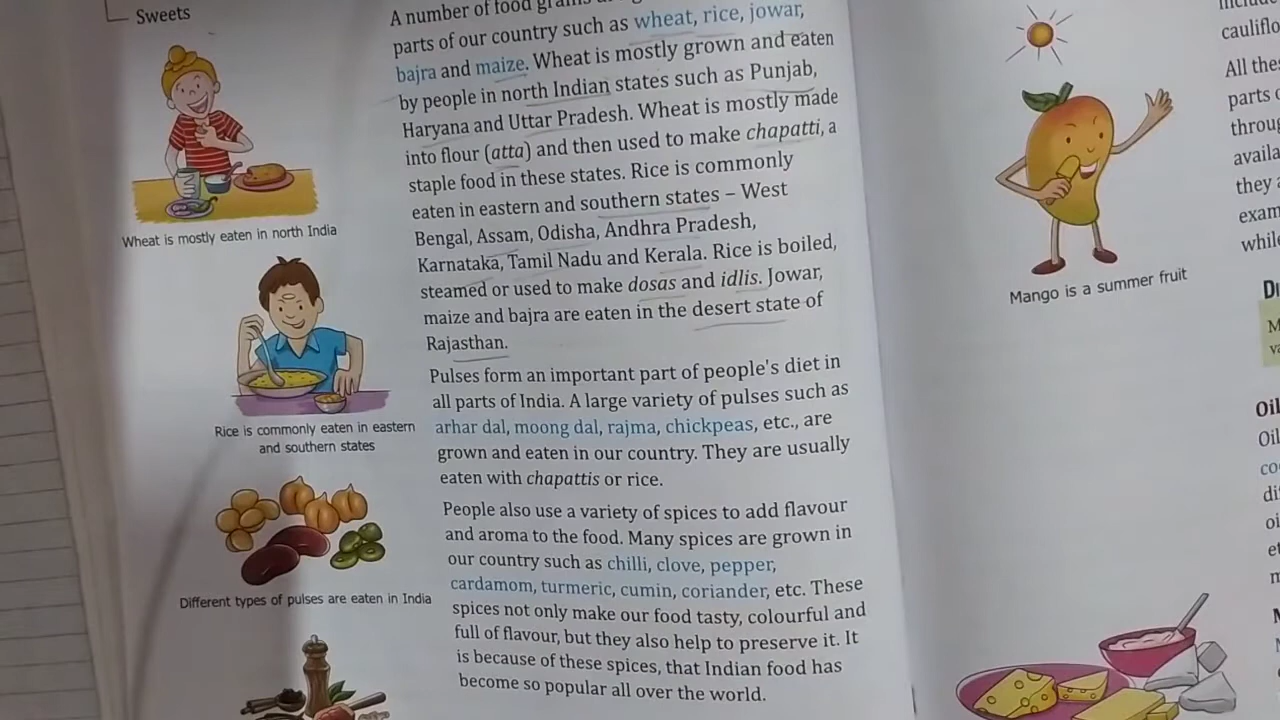 Sweets
Wheat is mostly eaten in north India
Rice is commonly eaten in eastern
and southern states
Different types of pulses are eaten in India
A number of food grains
parts of our country such as wheat, rice, jowar,
bajra and maize. Wheat is mostly grown and eaten
by people in north Indian states such as Punjab,
Haryana and Uttar Pradesh. Wheat is mostly made
into flour (atta) and then used to make chapatti, a
staple food in these states. Rice is commonly
eaten in eastern and southern states – West
Bengal, Assam, Odisha, Andhra Pradesh,
Karnataka, Tamil Nadu and Kerala. Rice is boiled,
steamed or used to make dosas and idlis. Jowar,
maize and bajra are eaten in the desert state of
Rajasthan.
Pulses form an important part of people's diet in
all parts of India. A large variety of pulses such as
arhar dal, moong dal, rajma, chickpeas, etc., are
grown and eaten in our country. They are usually
eaten with chapattis or rice.
People also use a variety of spices to add flavour
and aroma to the food. Many spices are grown in
our country such as chilli, clove, pepper,
cardamom, turmeric, cumin, coriander, etc. These
spices not only make our food tasty, colourful and
full of flavour, but they also help to preserve it. It
is because of these spices, that Indian food has
become so popular all over the world.
Mango is a summer fruit
All
parts
they
while
Oil